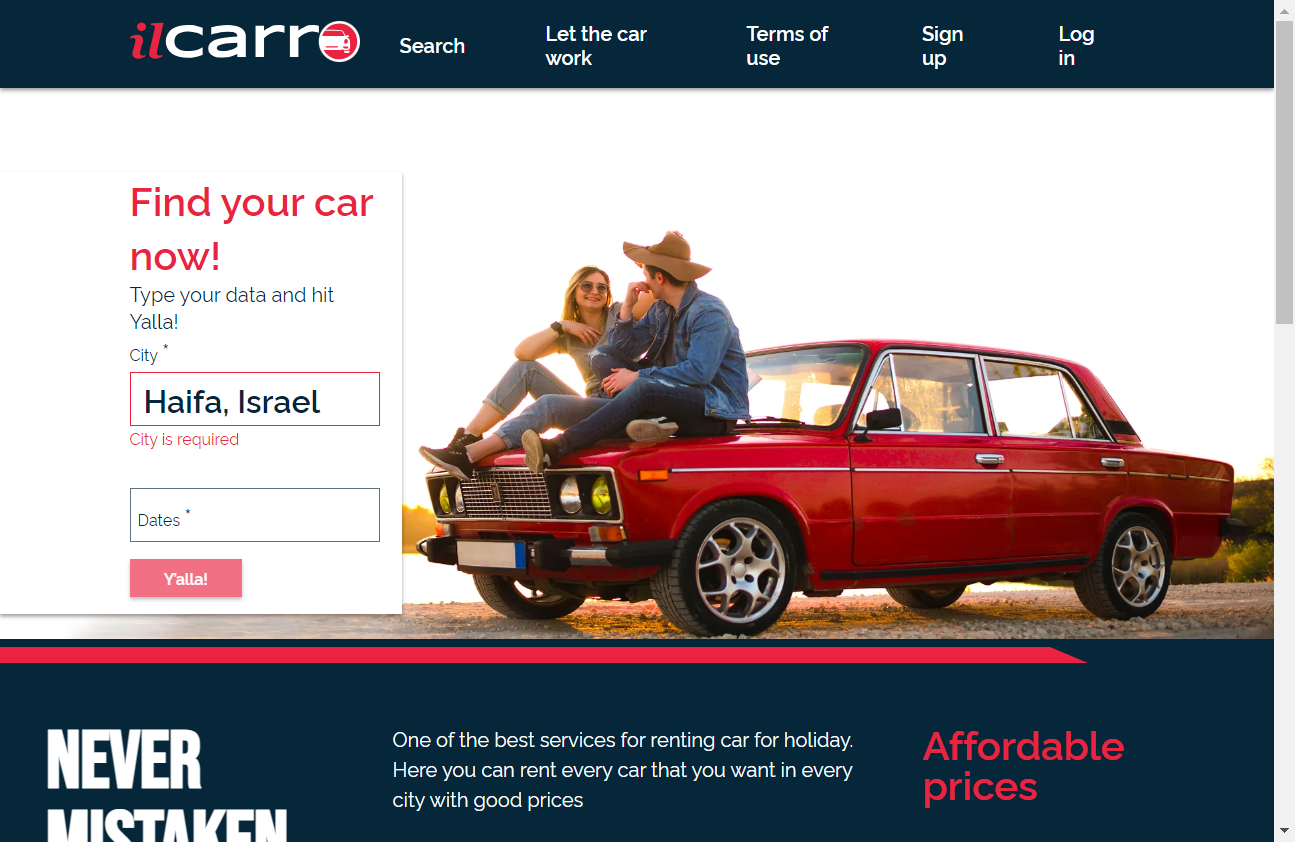 ilcarro
Search
Let the car
work
Terms of
use
Sign
up
Log
in
Find your car
now!
Type your data and hit
Yalla!
City *
Haifa, Israel
City is required
Dates *
Y'alla!
NEVER
MISTAKEN
One of the best services for renting car for holiday.
Here you can rent every car that you want in every
city with good prices
Affordable
prices